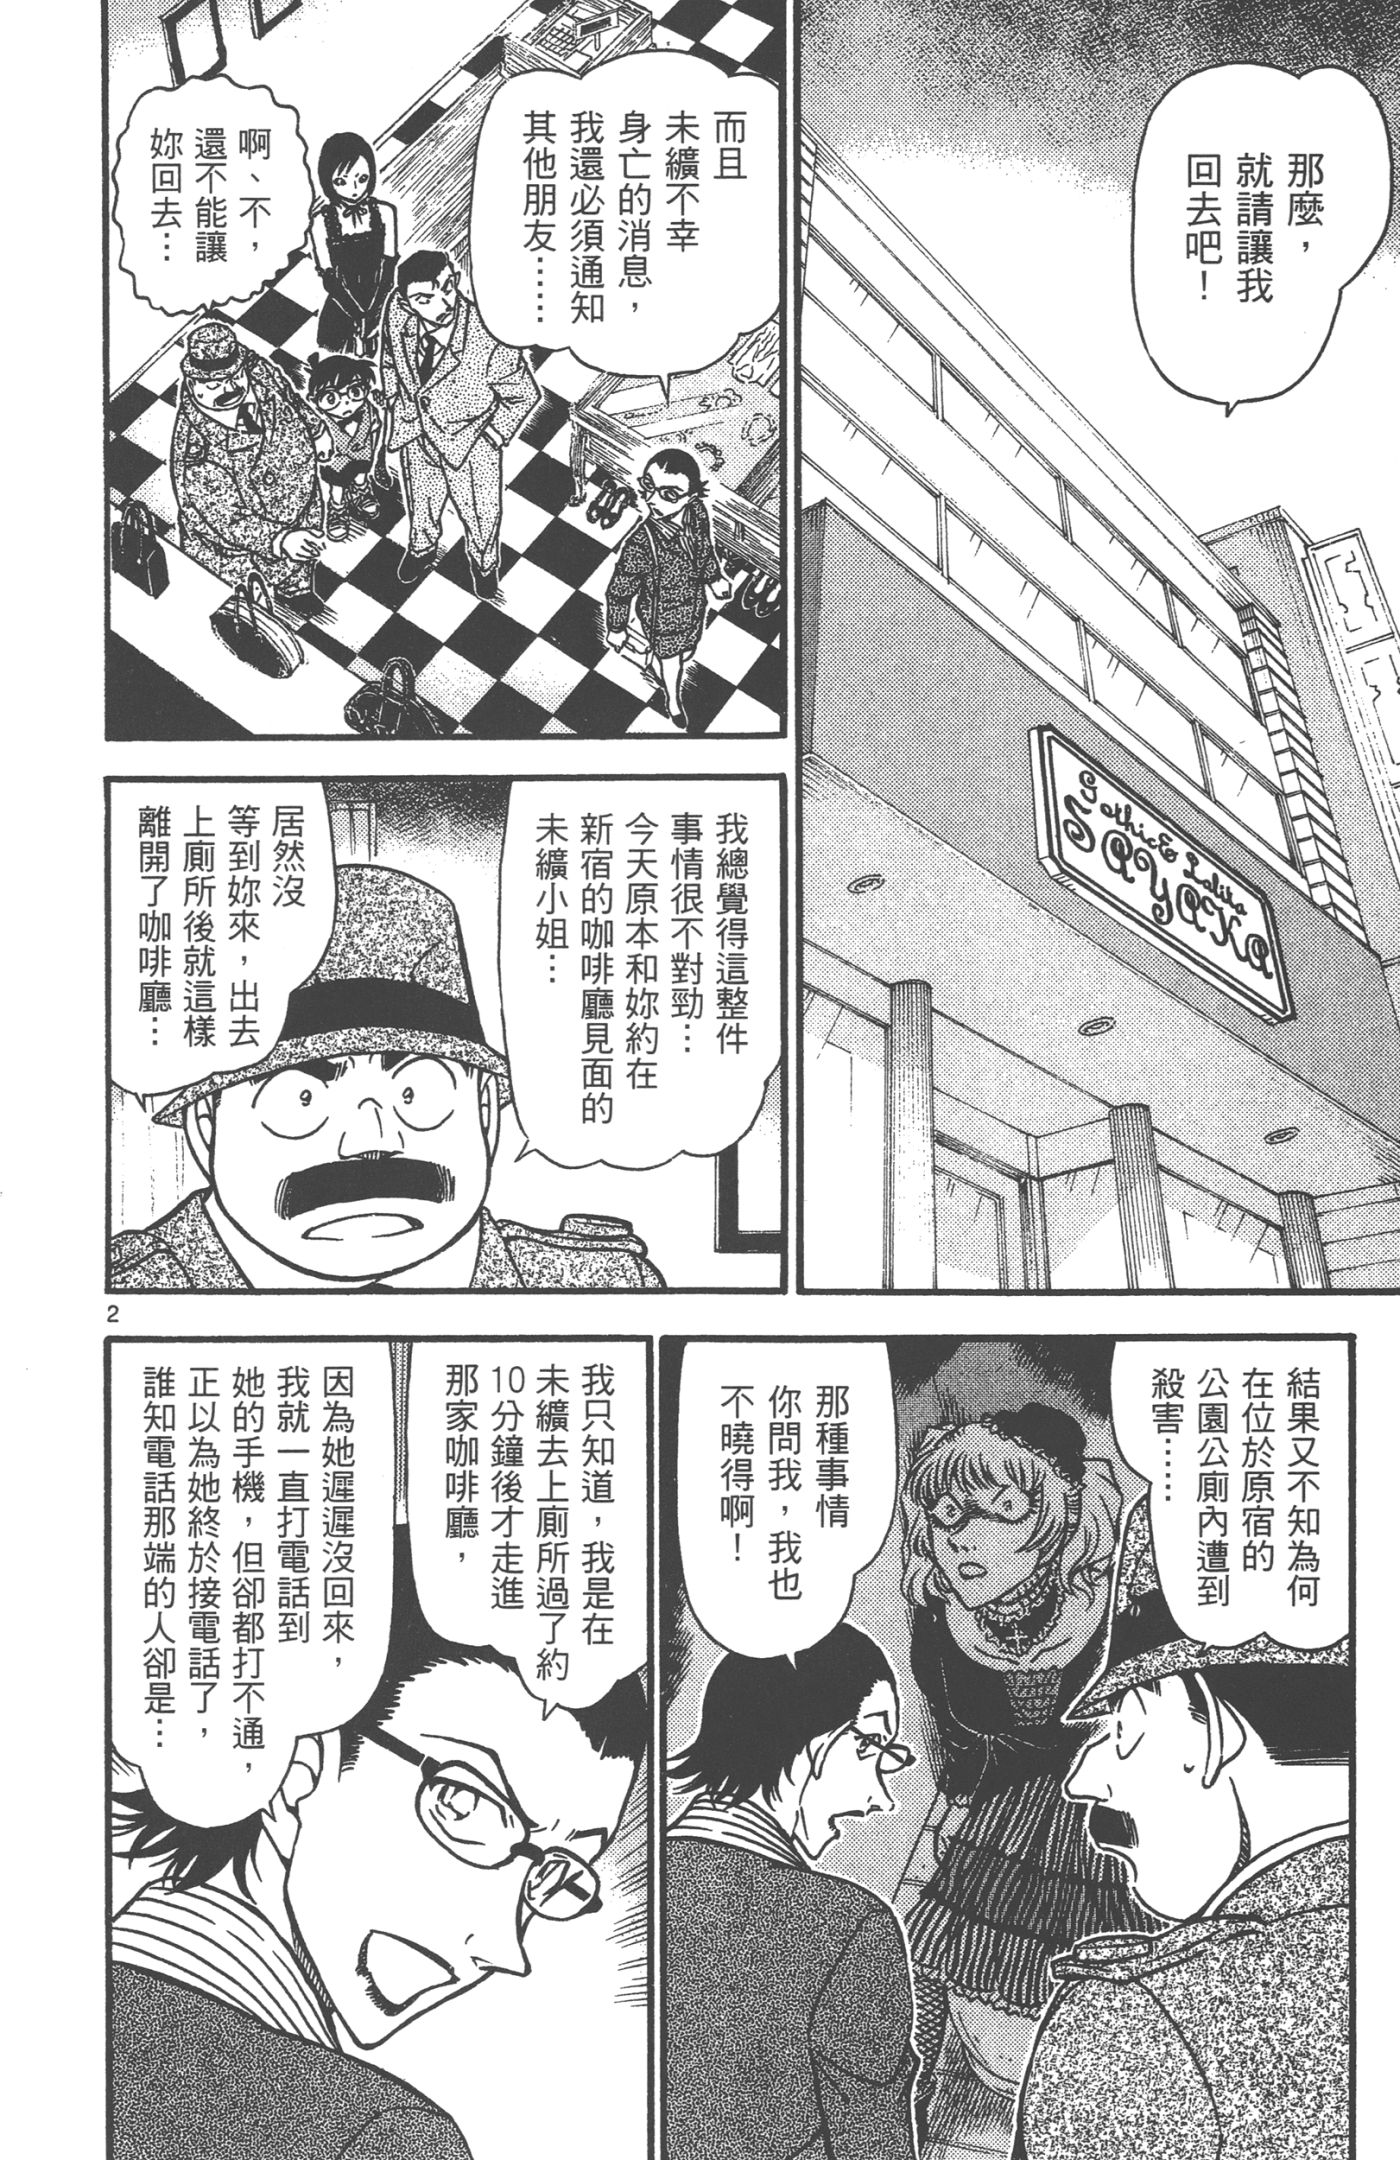 那麼，
就請讓我
回去吧！
Gothic & Lolita
SAYAKA
而且
未纊不幸
身亡的消息，
我還必須通知
其他朋友……
啊、不，
還不能讓
妳回去…
我總覺得這整件
事情很不對勁…
今天原本和妳約在
新宿的咖啡廳見面的
未纊小姐…
居然沒
等到妳來，出去
上廁所後就這樣
離開了咖啡廳…
2
結果又不知為何
在位於原宿的
公園公廁內遭到
殺害……
那種事情
你問我，我也
不曉得啊！
我只知道，我是在
未纊去上廁所過了約
10分鐘後才走進
那家咖啡廳，
因為她遲遲沒回來，
我就一直打電話到
她的手機，但卻都打不通，
正以為她終於接電話了，
誰知電話那端的人卻是…